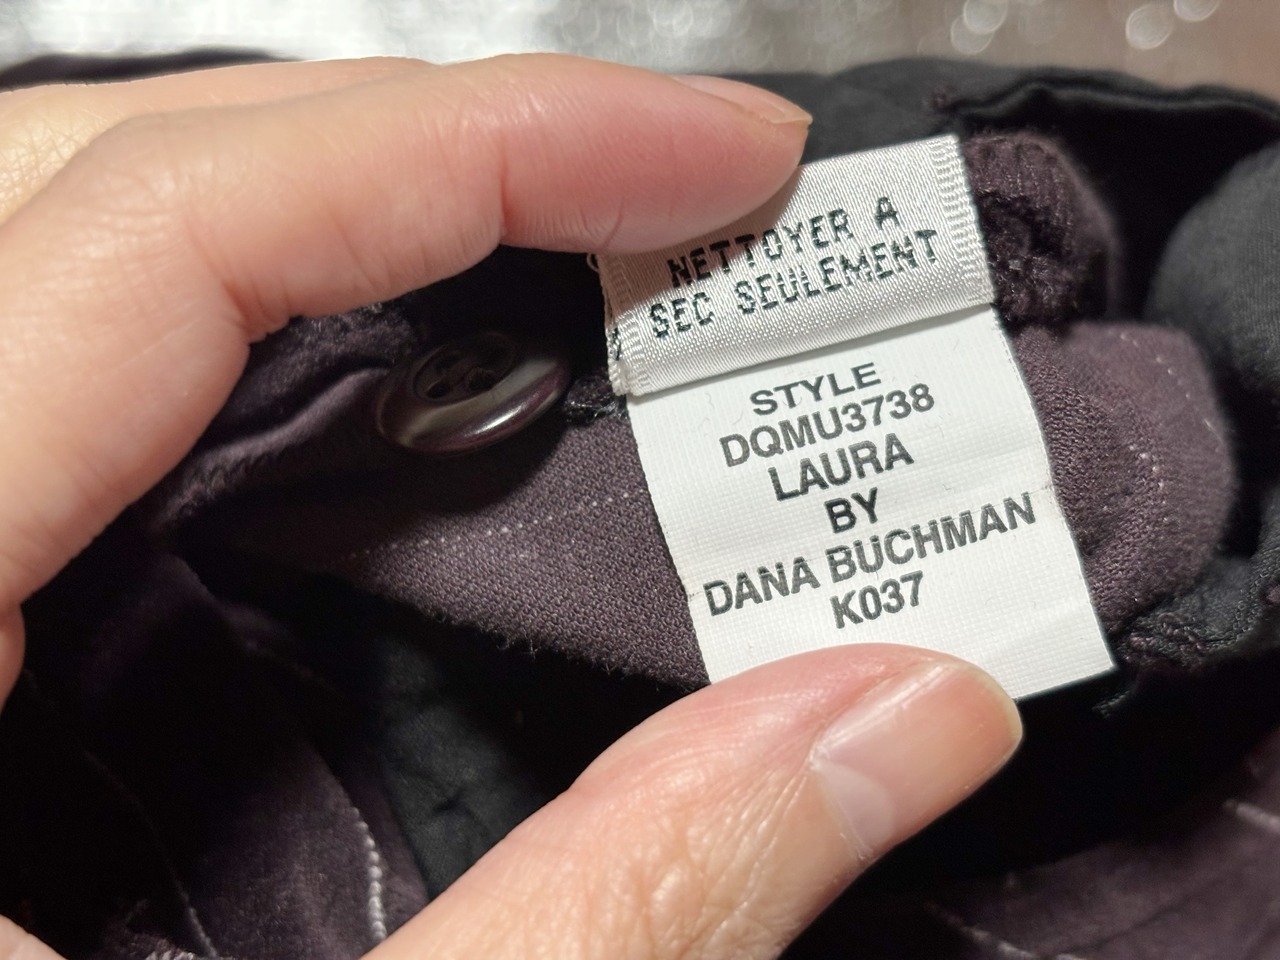 NETTOYER A
SEC SEULEMENT
STYLE
DQMU3738
LAURA
BY
DANA BUCHMAN
K037